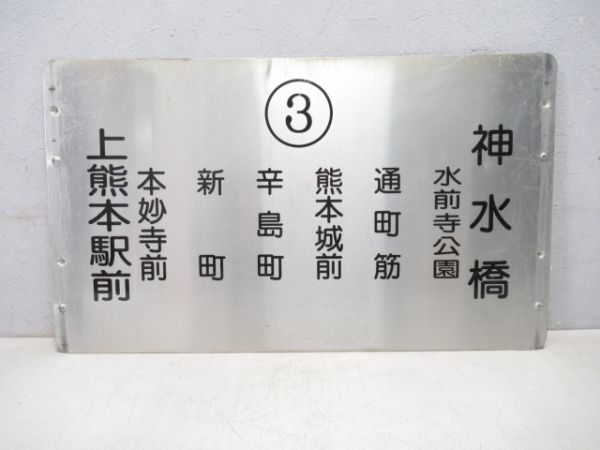 ③
神水橋
水前寺公園
通町筋
熊本城前
辛島町
新町
本妙寺前
上熊本駅前